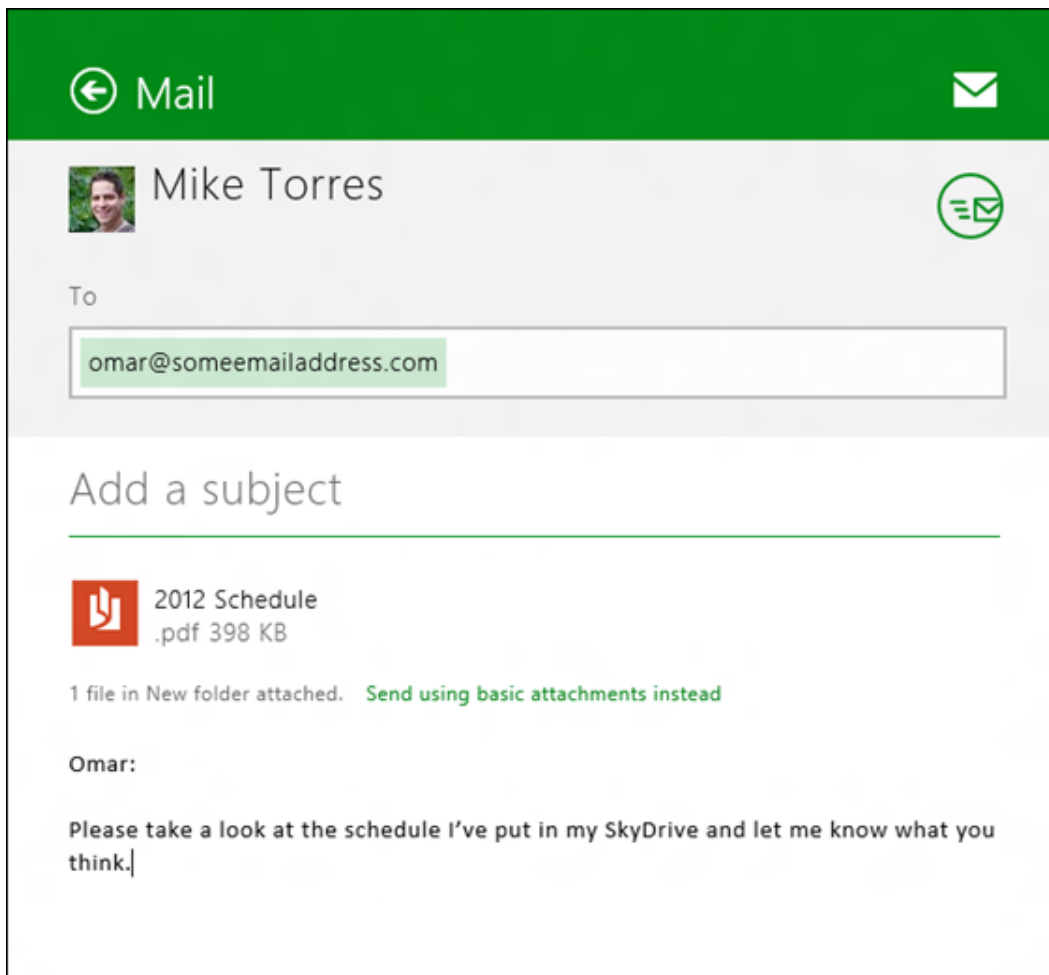 Mail
Mike Torres
To
omar@someemailaddress.com
Add a subject
2012 Schedule
.pdf 398 KB
1 file in New folder attached. Send using basic attachments instead
Omar:
Please take a look at the schedule I’ve put in my SkyDrive and let me know what you
think.